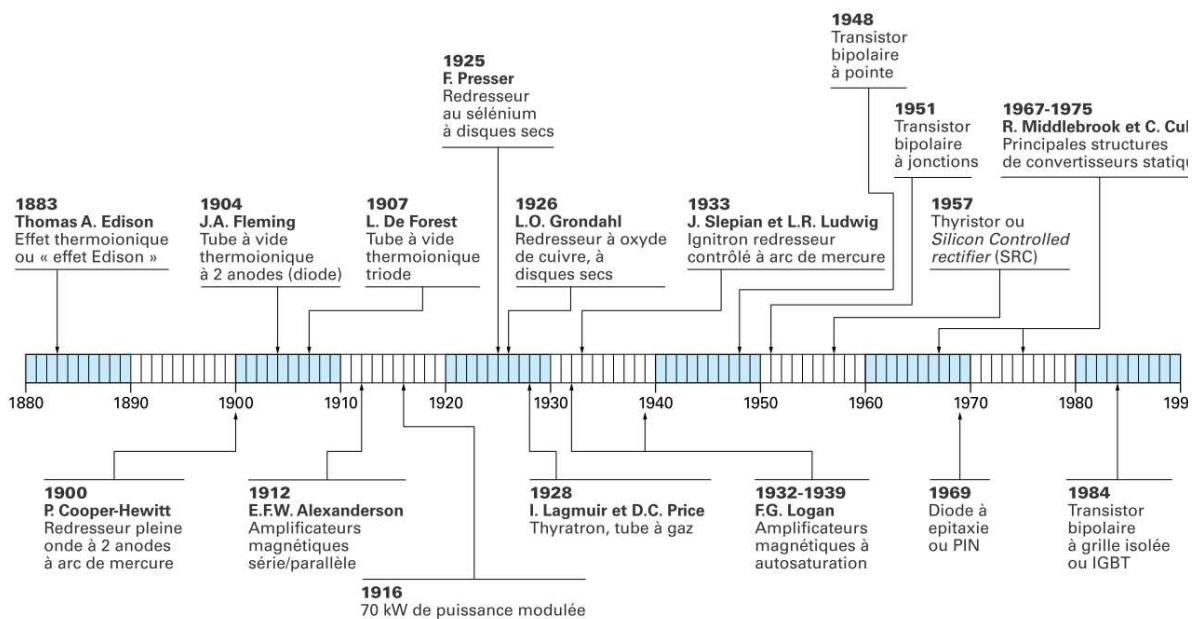 1948
Transistor
bipolaire
à pointe
1925
F. Presser
Redresseur
au sélénium
à disques secs
1951
Transistor
bipolaire
à jonctions
1967-1975
R. Middlebrook et C. Cuk
Principales structures
de convertisseurs statiq
1883
Thomas A. Edison
Effet thermoionique
ou « effet Edison »
1904
J.A. Fleming
Tube à vide
thermoionique
à 2 anodes (diode)
1907
L. De Forest
Tube à vide
thermoionique
triode
1926
L.O. Grondahl
Redresseur à oxyde
de cuivre, à
disques secs
1933
J. Slepian et L.R. Ludwig
Ignitron redresseur
contrôlé à arc de mercure
1957
Thyristor ou
Silicon Controlled
rectifier (SRC)
1880 1890 1900 1910 1920 1930 1940 1950 1960 1970 1980 199
1900
P. Cooper-Hewitt
Redresseur pleine
onde à 2 anodes
à arc de mercure
1912
E.F.W. Alexanderson
Amplificateurs
magnétiques
série/parallèle
1916
70 kW de puissance modulée
1928
I. Lagmuir et D.C. Price
Thyratron, tube à gaz
1932-1939
F.G. Logan
Amplificateurs
magnétiques à
autosaturation
1969
Diode à
epitaxie
ou PIN
1984
Transistor
bipolaire
à grille isolée
ou IGBT